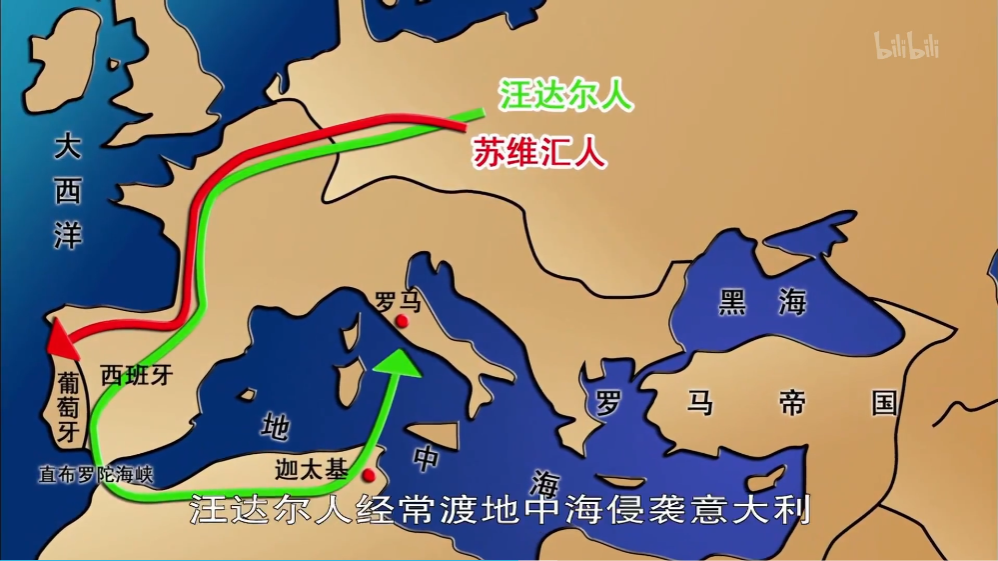 bilibili
汪达尔人
苏维汇人
大西洋
罗马
黑海
西班牙
葡萄牙
罗马帝国
地中海
直布罗陀海峡
迦太基
汪达尔人经常渡地中海侵袭意大利